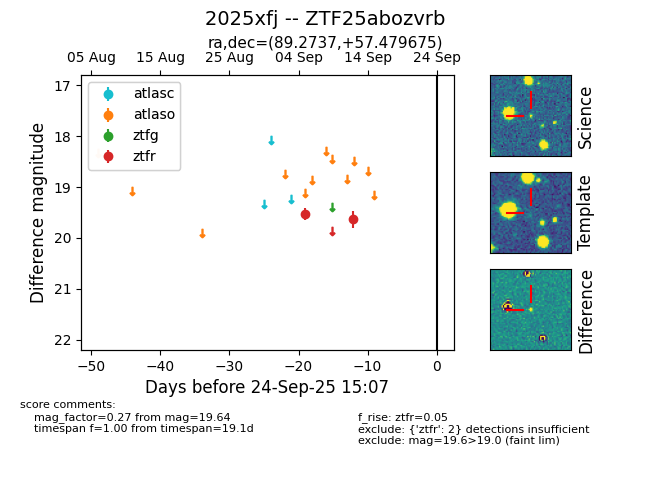 2025xfj -- ZTF25abozvrb
ra,dec=(89.2737,+57.479675)
05 Aug 15 Aug 25 Aug 04 Sep 14 Sep 24 Sep
atlasc
atlaso
ztfg
ztfr
17
18
19
20
21
22
Difference magnitude
−50 −40 −30 −20 −10 0
Days before 24-Sep-25 15:07
Science
Template
Difference
score comments:
mag_factor=0.27 from mag=19.64
timespan f=1.00 from timespan=19.1d
f_rise: ztfr=0.05
exclude: {'ztfr': 2} detections insufficient
exclude: mag=19.6>19.0 (faint lim)